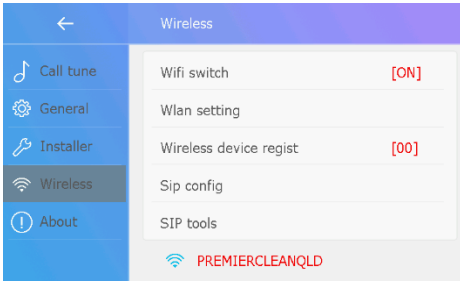 Wireless
Call tune
General
Installer
Wireless
About
Wifi switch [ON]
Wlan setting
Wireless device regist [00]
Sip config
SIP tools
PREMIERCLEANQLD